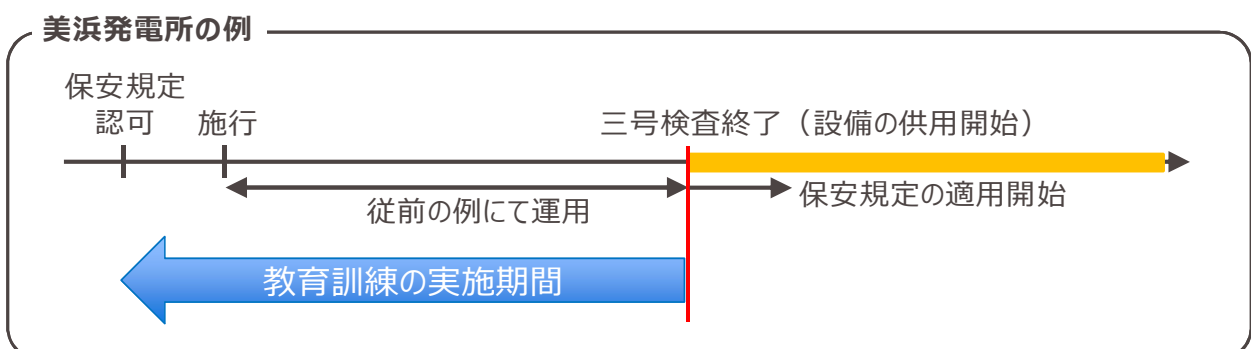 美浜発電所の例
保安規定
認可
施行
三号検査終了（設備の供用開始）
従前の例にて運用
保安規定の適用開始
教育訓練の実施期間